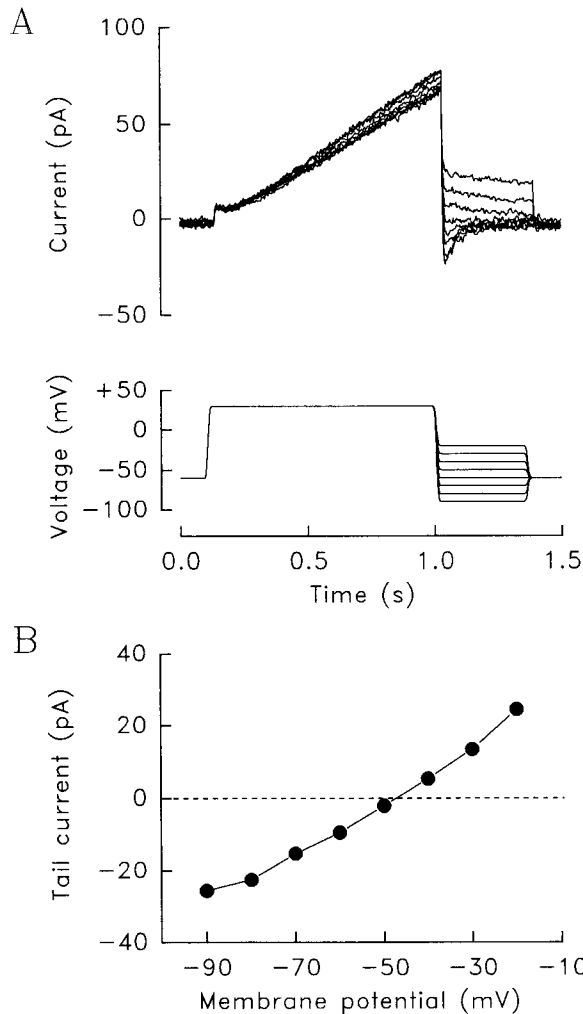 A
Current (pA)
100
50
0
−50
Voltage (mV)
+50
0
−50
−100
0.0 0.5 1.0 1.5
Time (s)
B
Tail current (pA)
40
20
0
−20
−40
−90 −70 −50 −30 −10
Membrane potential (mV)